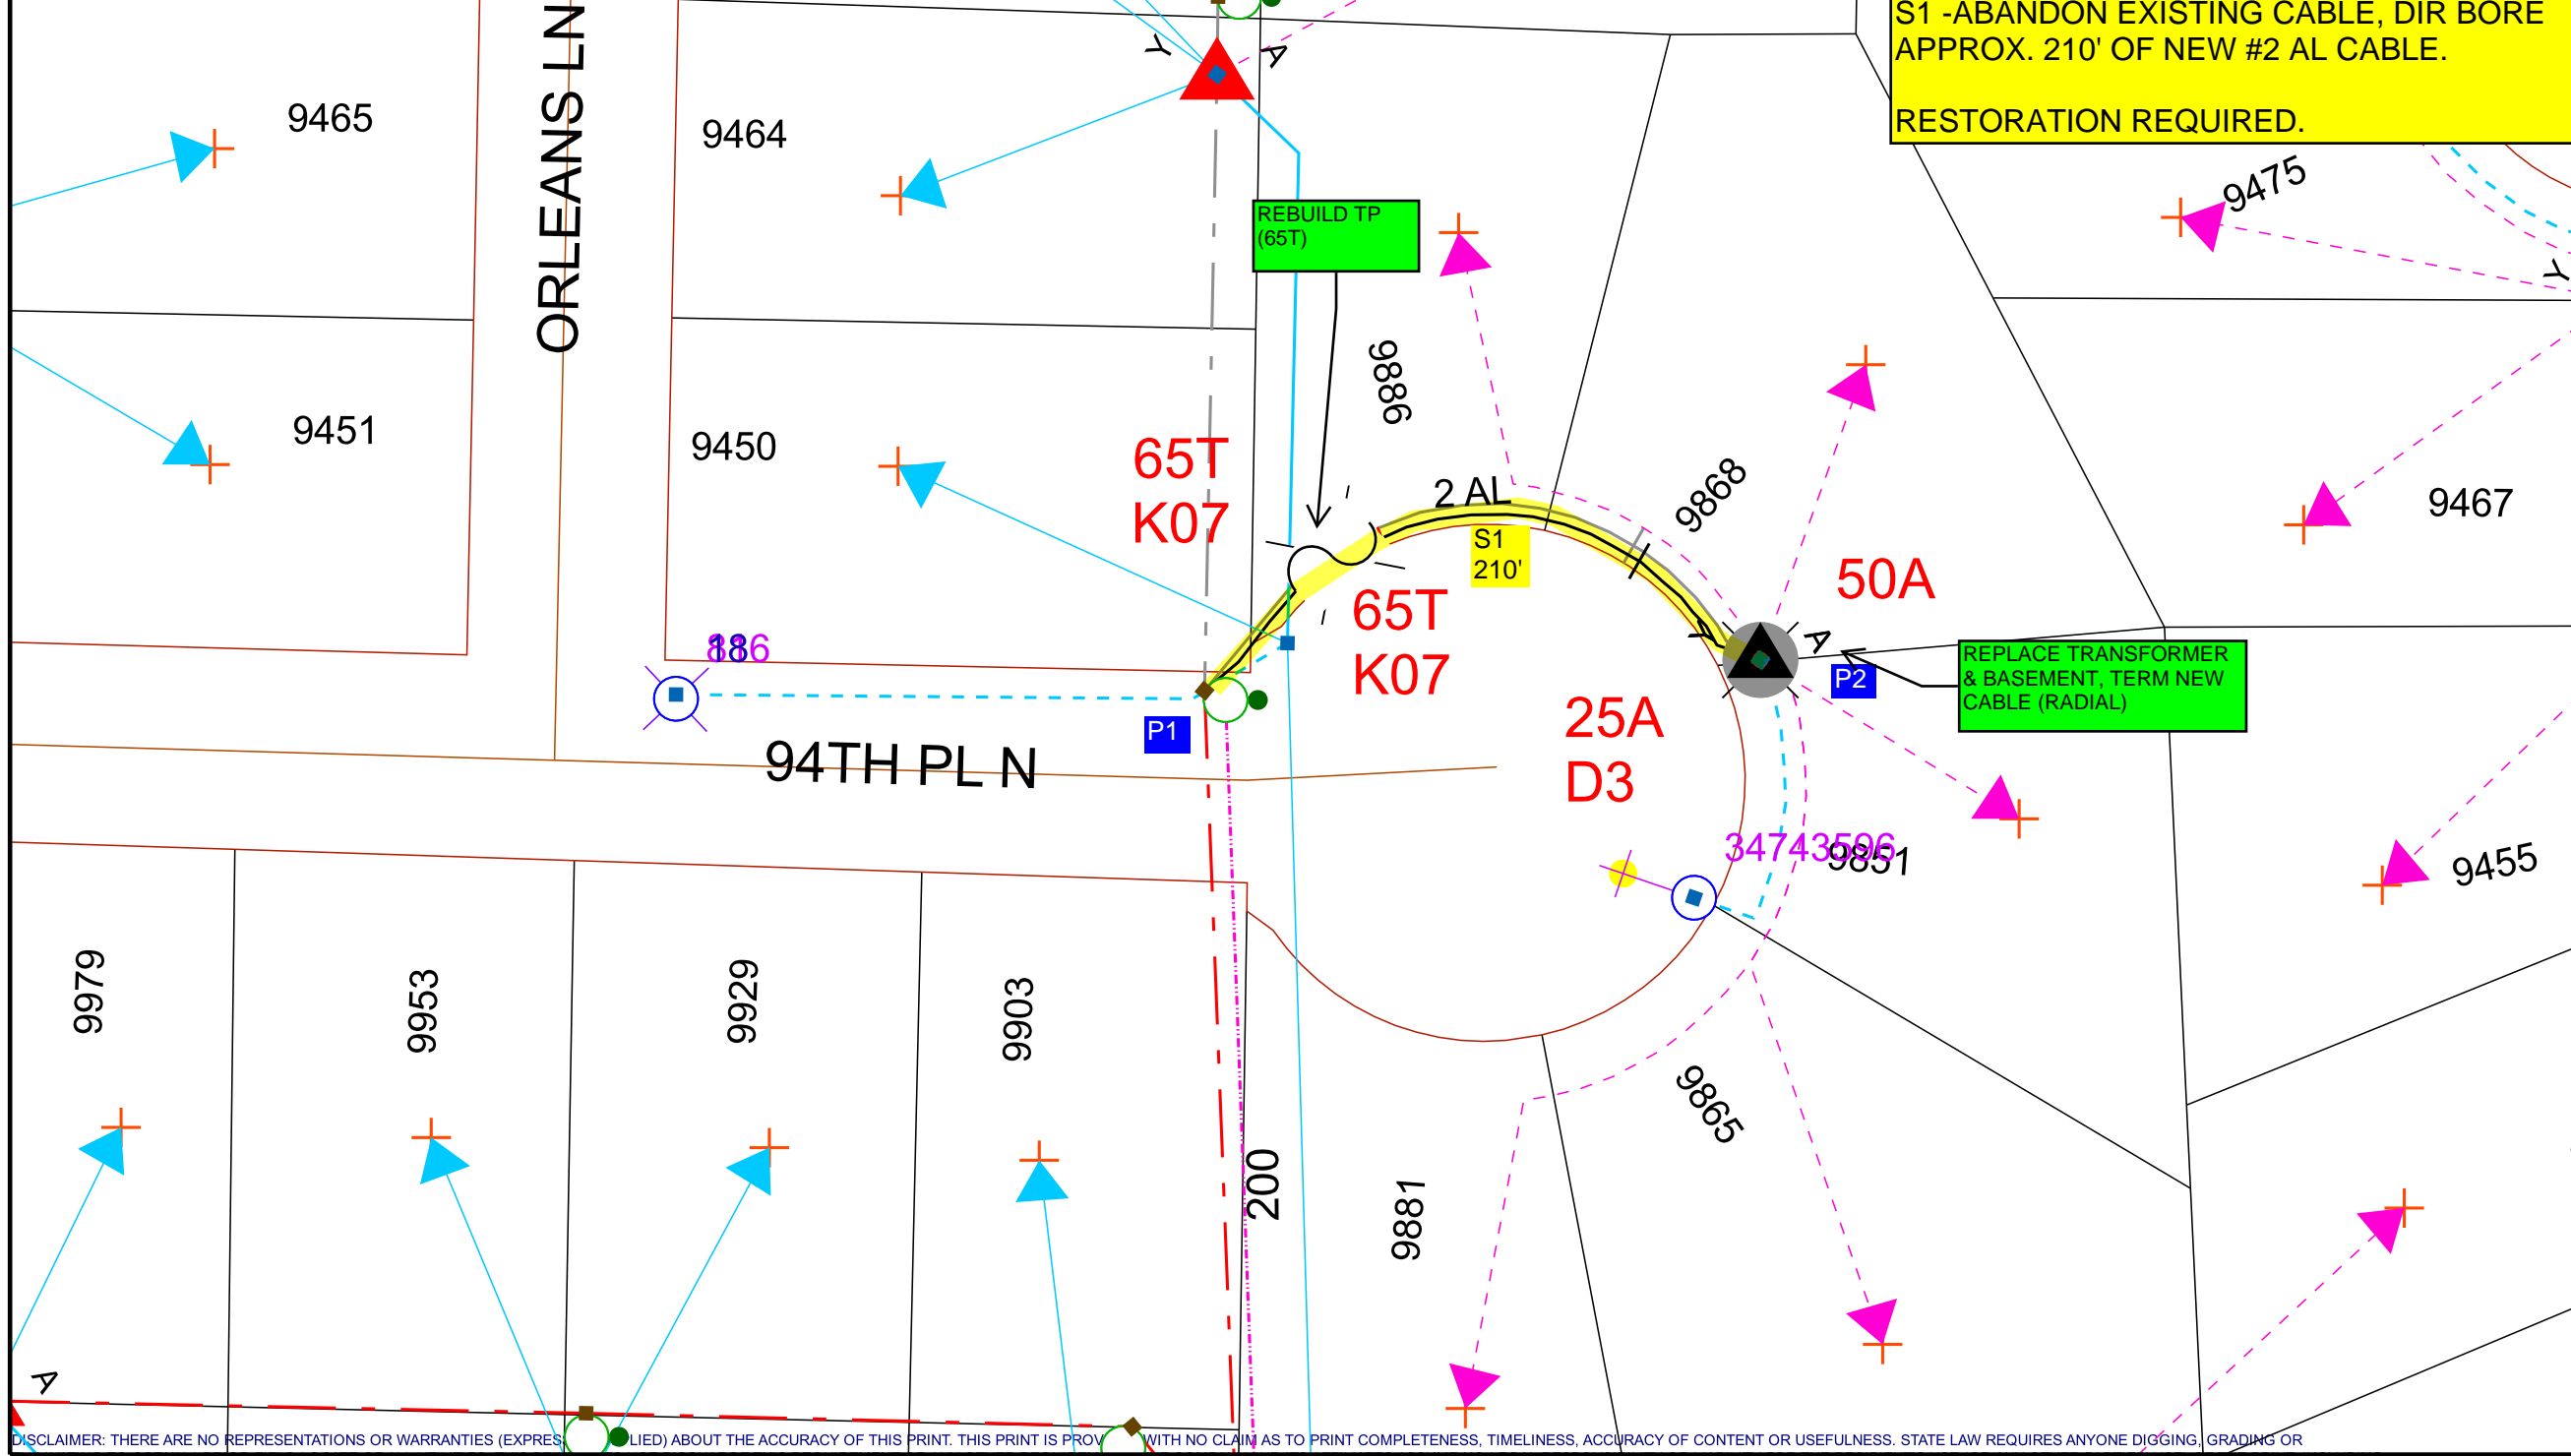 S1 -ABANDON EXISTING CABLE, DIR BORE
APPROX. 210' OF NEW #2 AL CABLE.
RESTORATION REQUIRED.
ORLEANS LN
Y
A
9465
9464
9475
Y
REBUILD TP
(65T)
9886
9451
9450
65T
K07
2 AL
9868
9467
S1
210'
50A
65T
K07
Y
A
REPLACE TRANSFORMER
& BASEMENT, TERM NEW
CABLE (RADIAL)
P2
18
P1
25A
D3
94TH PL N
34743596
9851
9455
9979
9953
9929
9903
200
9865
9881
A
DISCLAIMER: THERE ARE NO REPRESENTATIONS OR WARRANTIES (EXPRES LIED) ABOUT THE ACCURACY OF THIS PRINT. THIS PRINT IS PROV WITH NO CLAIM AS TO PRINT COMPLETENESS, TIMELINESS, ACCURACY OF CONTENT OR USEFULNESS. STATE LAW REQUIRES ANYONE DIGGING, GRADING OR